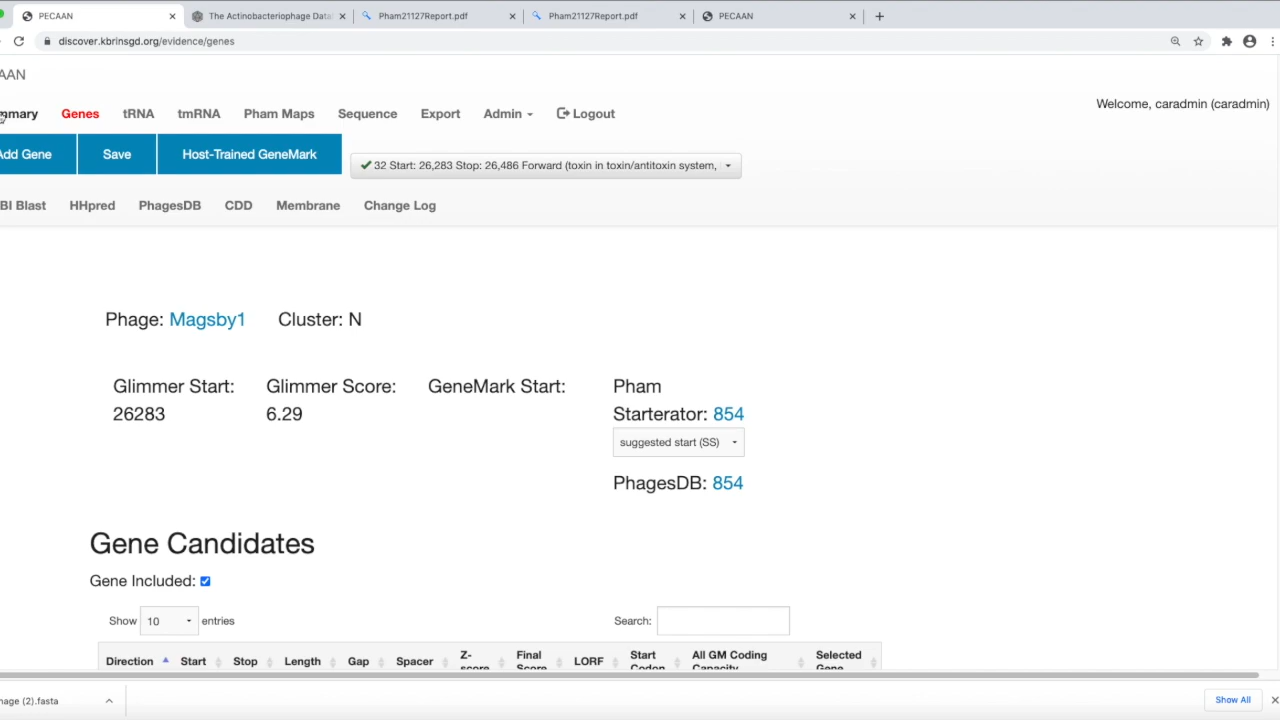 PECAAN
The Actinobacteriophage Data
Pham21127Report.pdf
Pham21127Report.pdf
PECAAN
discover.kbrinsgd.org/evidence/genes
AAN
Welcome, caradmin (caradmin)
mmary Genes tRNA tmRNA Pham Maps Sequence Export Admin Logout
Add Gene Save Host-Trained GeneMark
32 Start: 26,283 Stop: 26,486 Forward (toxin in toxin/antitoxin system,
BI Blast HHpred PhagesDB CDD Membrane Change Log
Phage: Magsby1 Cluster: N
Glimmer Start: Glimmer Score: GeneMark Start: Pham
26283 6.29 Starterator: 854
suggested start (SS)
PhagesDB: 854
Gene Candidates
Gene Included:
Show 10 entries Search:
Direction Start Stop Length Gap Spacer Z-score Final Score LORF Start Codon All GM Coding Capacity Selected Gene
hage (2).fasta Show All